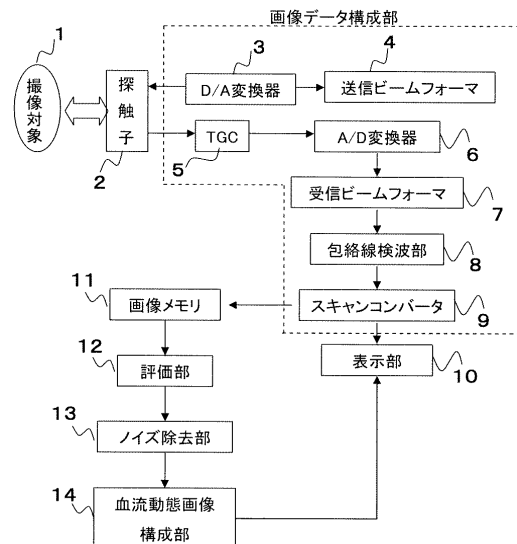 画像データ構成部
1
撮像対象
探触子
2
3
D/A変換器
4
送信ビームフォーマ
TGC
5
A/D変換器
6
受信ビームフォーマ
7
包絡線検波部
8
スキャンコンバータ
9
表示部
10
11
画像メモリ
12
評価部
13
ノイズ除去部
14
血流動態画像
構成部